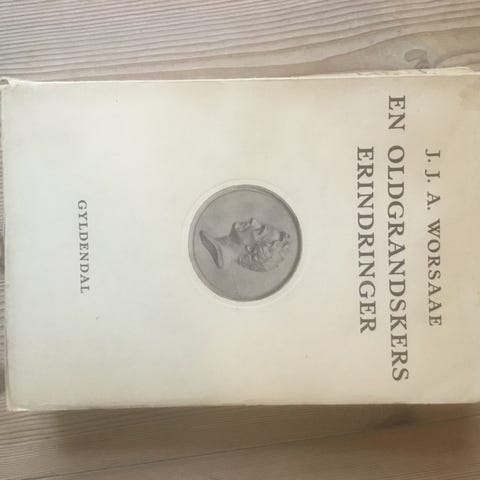 J. J. A. WORSAAE
EN OLDGRANDSKERS
ERINDRINGER
GYLDENDAL